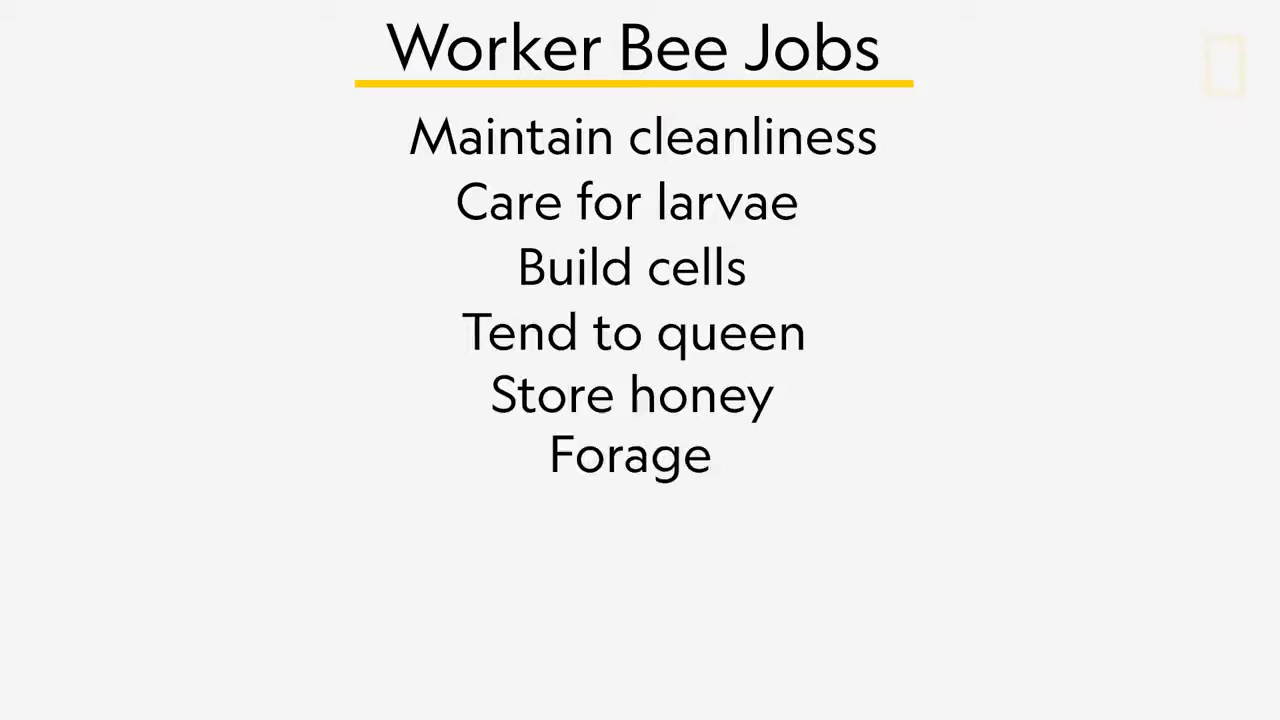 Worker Bee Jobs
Maintain cleanliness
Care for larvae
Build cells
Tend to queen
Store honey
Forage